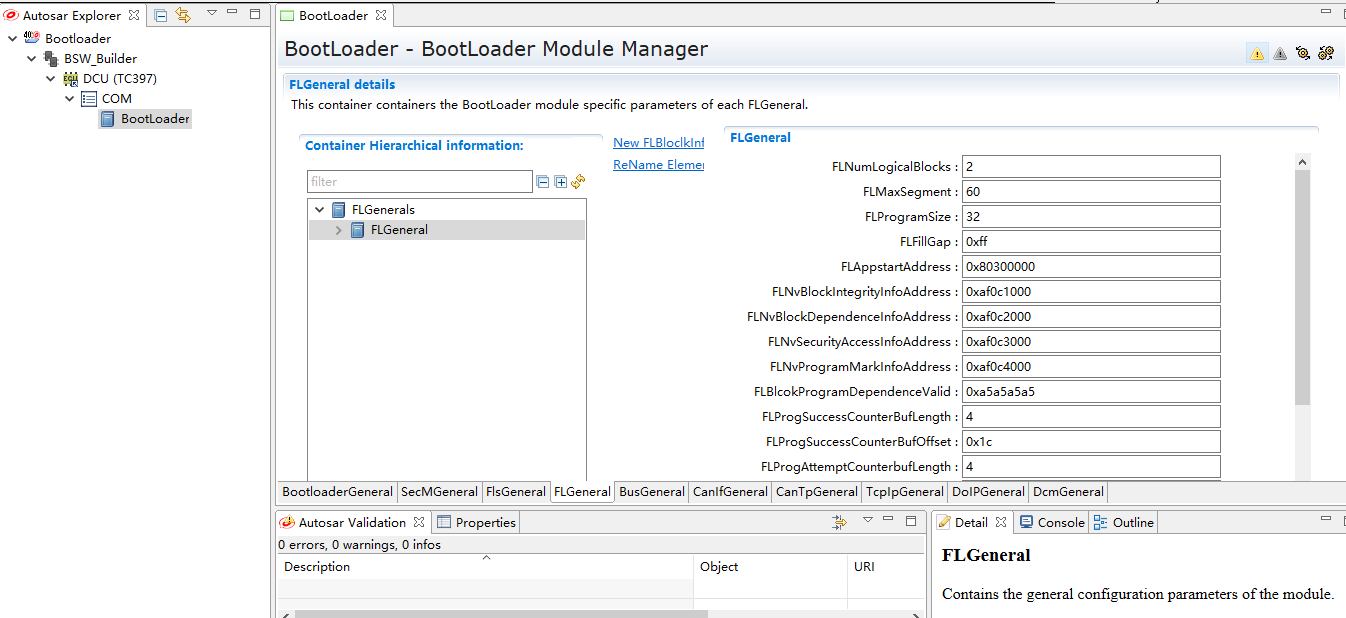 Autosar Explorer
Bootloader
BSW_Builder
DCU (TC397)
COM
BootLoader
BootLoader
BootLoader - BootLoader Module Manager
FLGeneral details
This container containers the BootLoader module specific parameters of each FLGeneral.
Container Hierarchical information:
filter
FLGenerals
FLGeneral
New FLBloclkInf
ReName Elemer
FLGeneral
FLNumLogicalBlocks : 2
FLMaxSegment : 60
FLProgramSize : 32
FLFillGap : 0xff
FLAppstartAddress : 0x80300000
FLNvBlockIntegrityInfoAddress : 0xaf0c1000
FLNvBlockDependenceInfoAddress : 0xaf0c2000
FLNvSecurityAccessInfoAddress : 0xaf0c3000
FLNvProgramMarkInfoAddress : 0xaf0c4000
FLBlcokProgramDependenceValid : 0xa5a5a5a5
FLProgSuccessCounterBufLength : 4
FLProgSuccessCounterBufOffset : 0x1c
FLProgAttemptCounterbufLength : 4
BootloaderGeneral SecMGeneral FlsGeneral FLGeneral BusGeneral CanIfGeneral CanTpGeneral TcpIpGeneral DoIPGeneral DcmGeneral
Autosar Validation Properties
0 errors, 0 warnings, 0 infos
Description Object URI
Detail Console Outline
FLGeneral
Contains the general configuration parameters of the module.